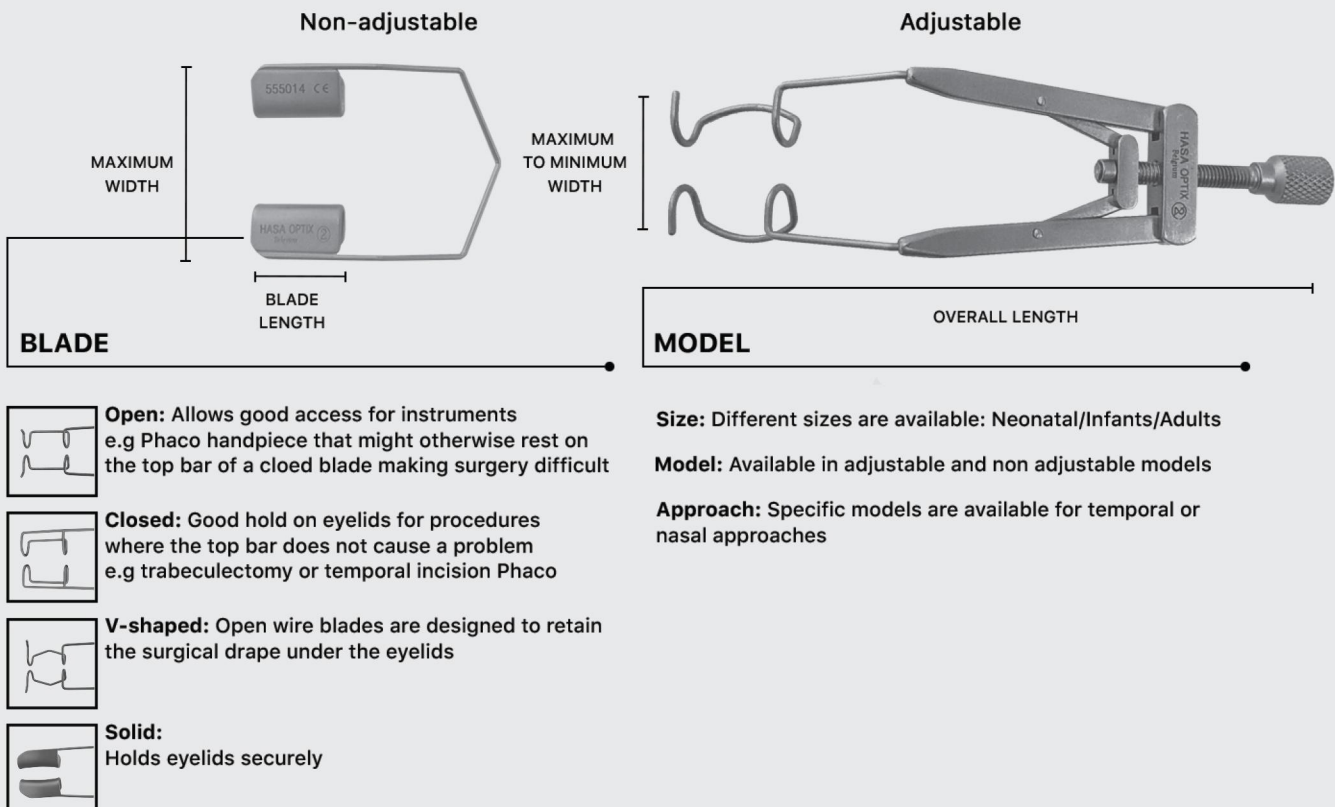 Non-adjustable
Adjustable
555014 CE
HASA OPTIX
2
MAXIMUM
WIDTH
BLADE
LENGTH
MAXIMUM
TO MINIMUM
WIDTH
HASA OPTIX
2
OVERALL LENGTH
BLADE
MODEL
Open: Allows good access for instruments
e.g Phaco handpiece that might otherwise rest on
the top bar of a cloed blade making surgery difficult
Closed: Good hold on eyelids for procedures
where the top bar does not cause a problem
e.g trabeculectomy or temporal incision Phaco
V-shaped: Open wire blades are designed to retain
the surgical drape under the eyelids
Solid:
Holds eyelids securely
Size: Different sizes are available: Neonatal/Infants/Adults
Model: Available in adjustable and non adjustable models
Approach: Specific models are available for temporal or
nasal approaches